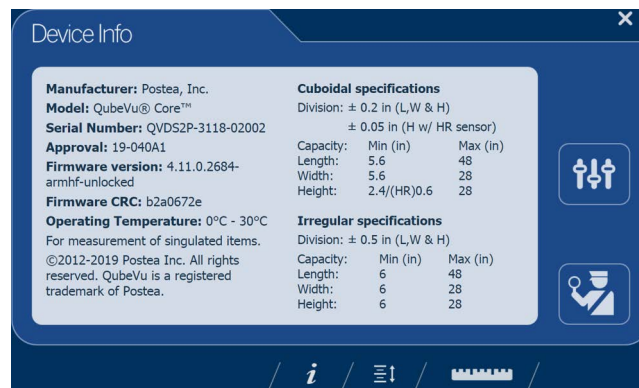 Device Info
Manufacturer: Postea, Inc.
Model: QubeVu® Core™
Serial Number: QVDS2P-3118-02002
Approval: 19-040A1
Firmware version: 4.11.0.2684-
armhf-unlocked
Firmware CRC: b2a0672e
Operating Temperature: 0°C - 30°C
For measurement of singulated items.
©2012-2019 Postea Inc. All rights
reserved. QubeVu is a registered
trademark of Postea.
Cuboidal specifications
Division: ± 0.2 in (L,W & H)
± 0.05 in (H w/ HR sensor)
Capacity: Min (in) Max (in)
Length: 5.6 48
Width: 5.6 28
Height: 2.4/(HR)0.6 28
Irregular specifications
Division: ± 0.5 in (L,W & H)
Capacity: Min (in) Max (in)
Length: 6 48
Width: 6 28
Height: 6 28